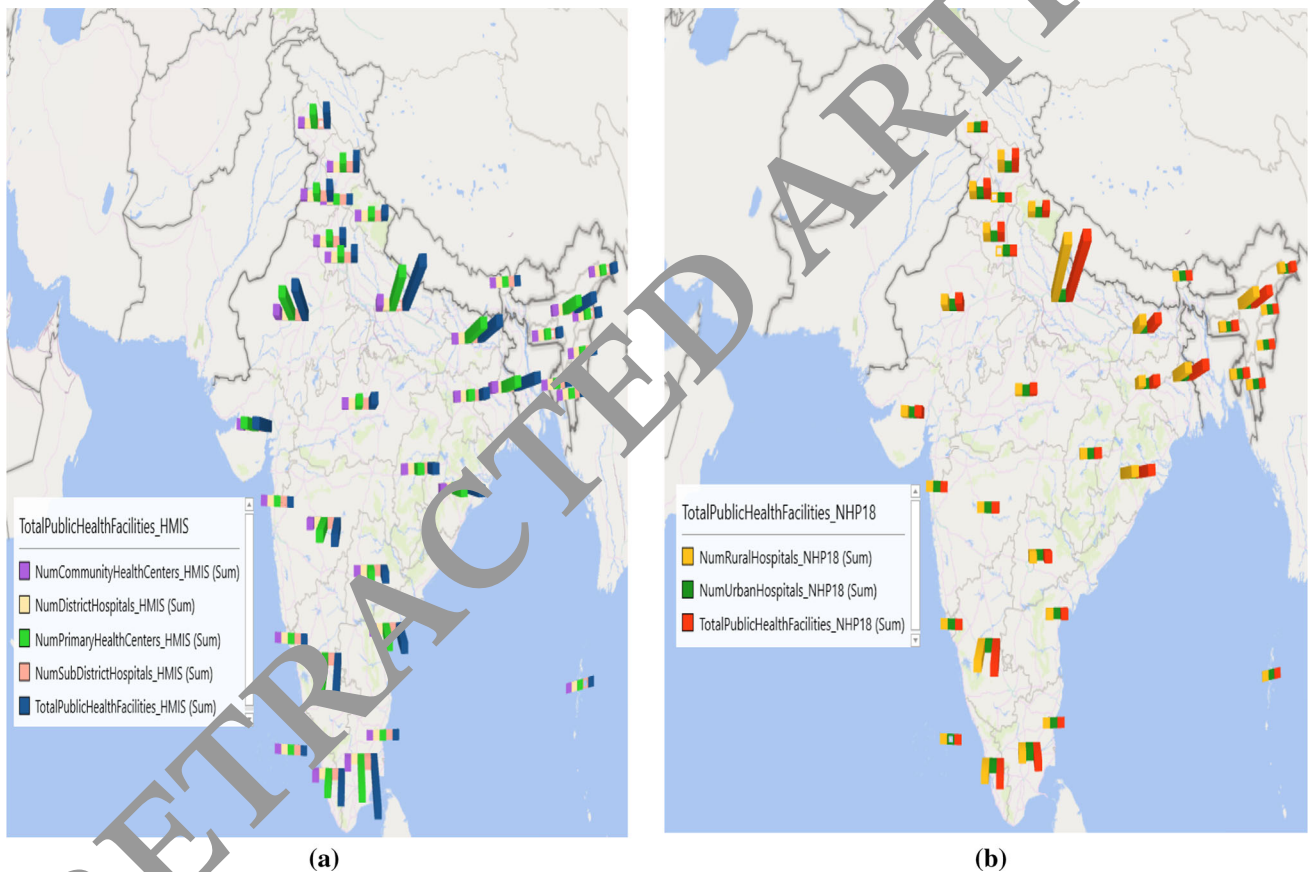 TotalPublicHealthFacilities_HMIS
NumCommunityHealthCenters_HMIS (Sum)
NumDistrictHospitals_HMIS (Sum)
NumPrimaryHealthCenters_HMIS (Sum)
NumSubDistrictHospitals_HMIS (Sum)
TotalPublicHealthFacilities_HMIS (Sum)
(a)
TotalPublicHealthFacilities_NHP18
NumRuralHospitals_NHP18 (Sum)
NumUrbanHospitals_NHP18 (Sum)
TotalPublicHealthFacilities_NHP18 (Sum)
(b)
RETRACTED ARTI